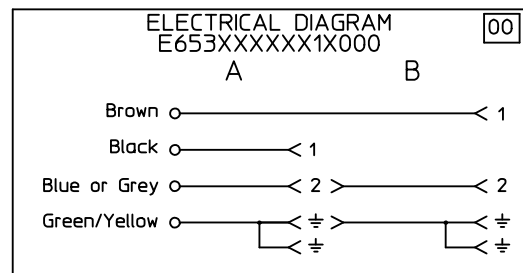 ELECTRICAL DIAGRAM 00
E653XXXXXX1X000
A B
Brown 1
Black 1
Blue or Grey 2 2
Green/Yellow